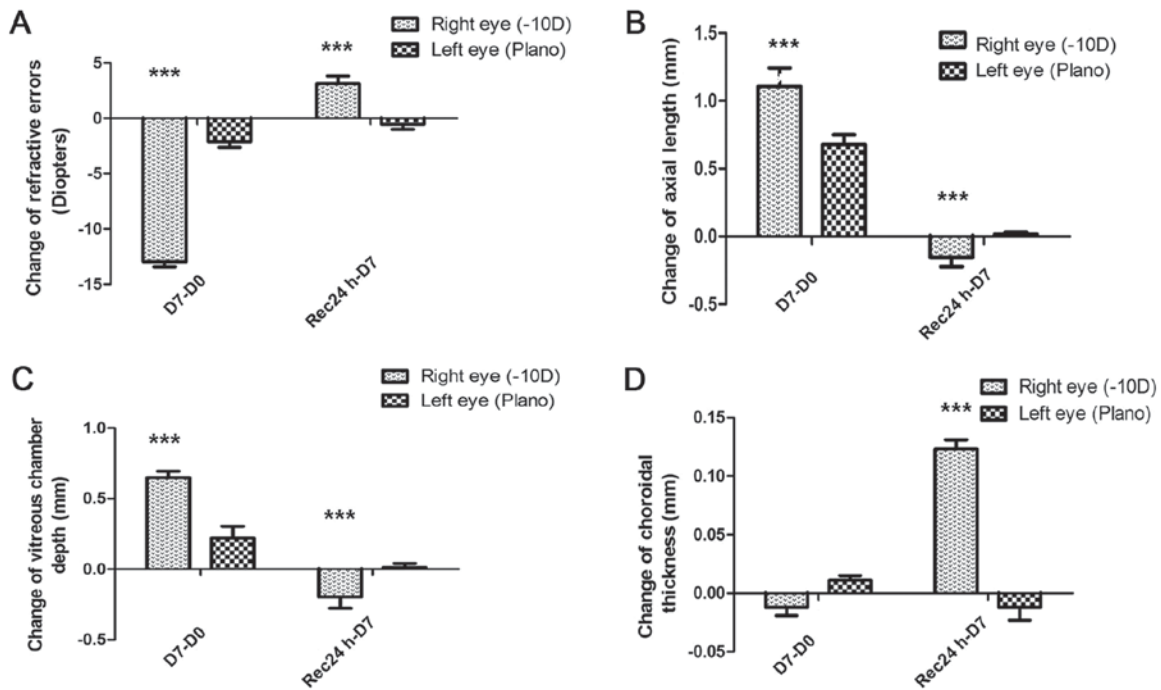 A
Right eye (-10D)
Left eye (Plano)
Change of refractive errors
(Diopters)
5
0
-5
-10
-15
***
***
D7-D0
Rec24 h-D7
B
Right eye (-10D)
Left eye (Plano)
Change of axial length (mm)
1.5
1.0
0.5
0.0
-0.5
***
***
D7-D0
Rec24 h-D7
C
Right eye (-10D)
Left eye (Plano)
Change of vitreous chamber
depth (mm)
1.0
0.5
0.0
-0.5
***
***
D7-D0
Rec24 h-D7
D
Right eye (-10D)
Left eye (Plano)
Change of choroidal
thickness (mm)
0.15
0.10
0.05
0.00
-0.05
***
D7-D0
Rec24 h-D7